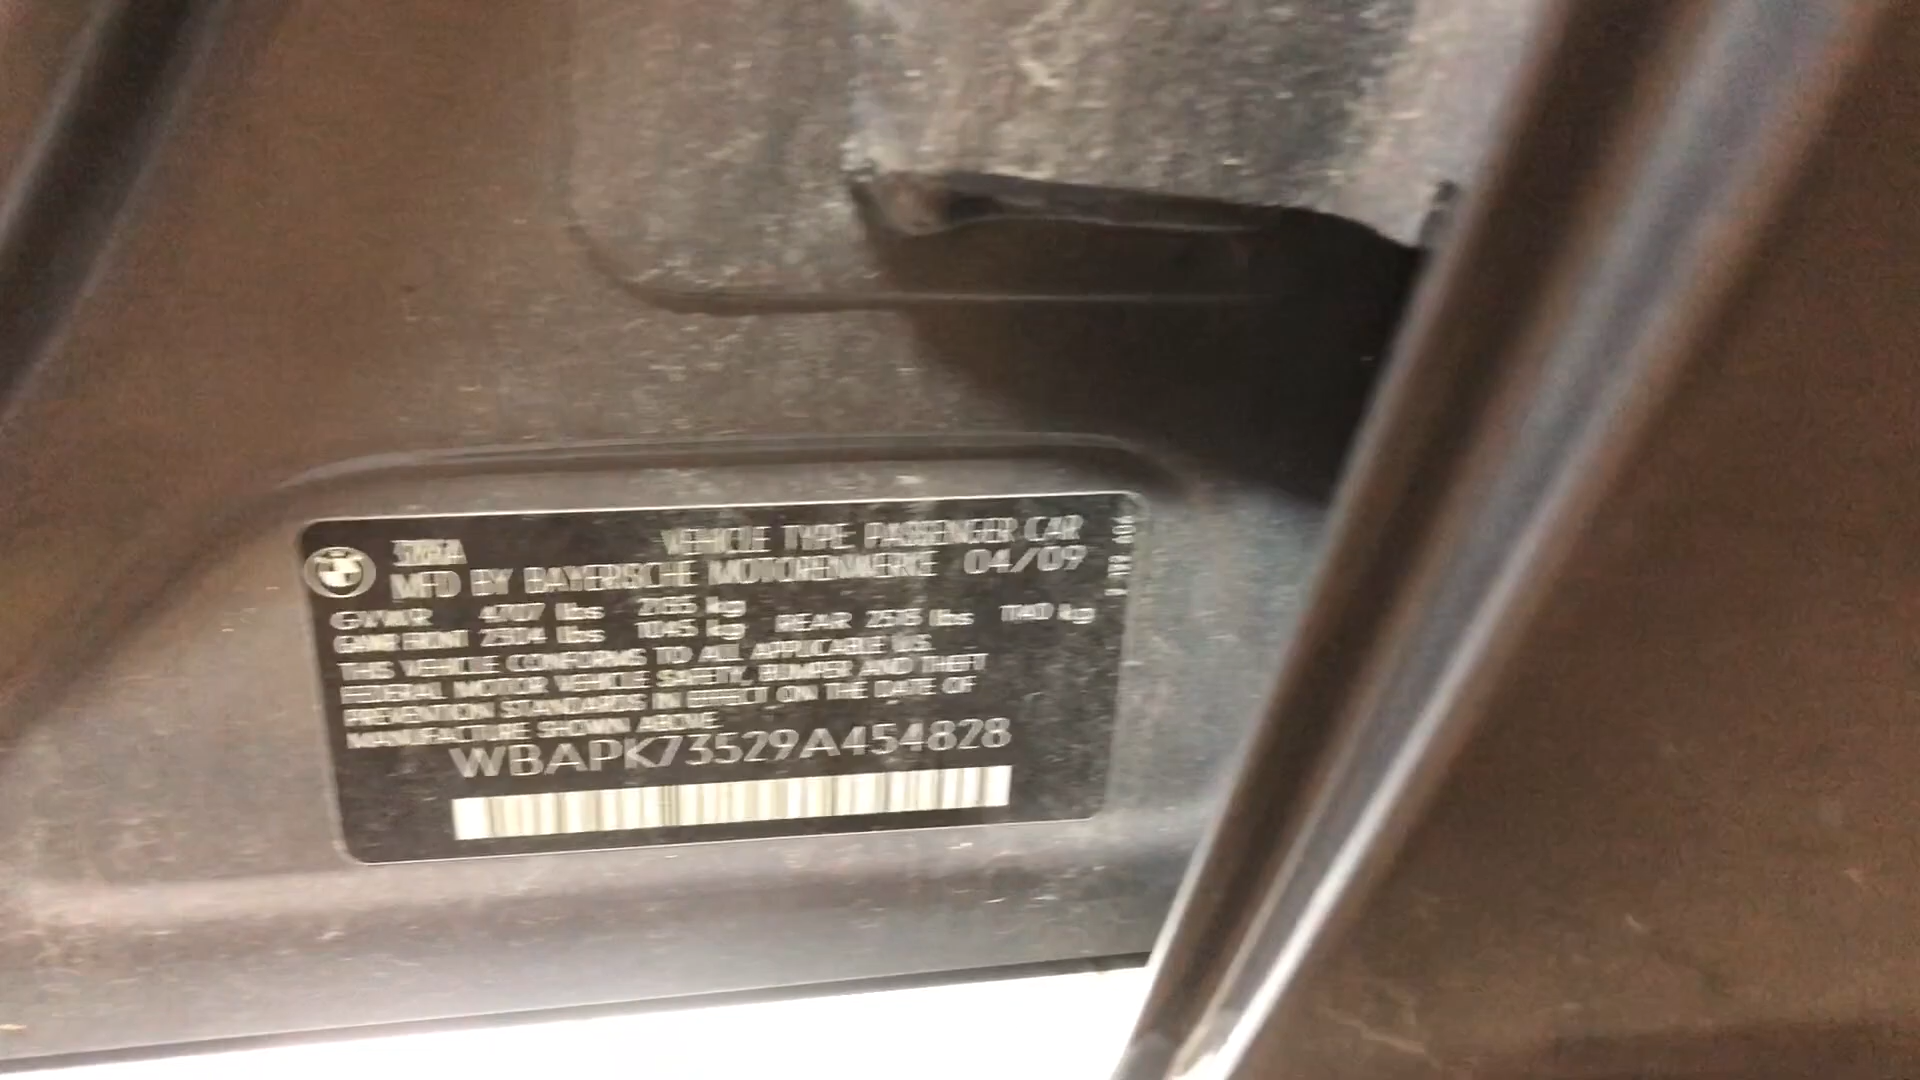 VEHICLE TYPE PASSENGER CAR
MFD BY BAYERISCHE MOTORENWERKE 04/09
GVWR 4707 lbs 2135 kg
GAWR FRONT 2304 lbs 1045 kg REAR lbs kg
THIS VEHICLE CONFORMS TO ALL APPLICABLE U.S.
FEDERAL MOTOR VEHICLE SAFETY, BUMPER AND THEFT
PREVENTION STANDARDS IN EFFECT ON THE DATE OF
MANUFACTURE SHOWN ABOVE.
WBAPK73529A454828